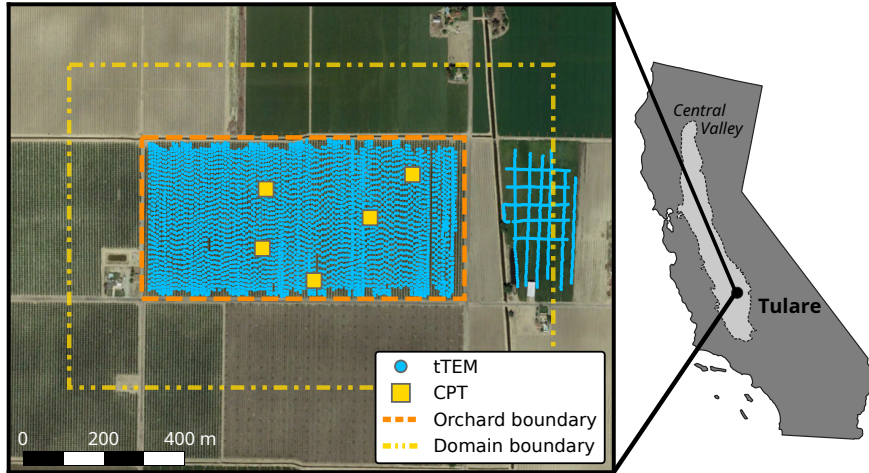 Central
Valley
Tulare
tTEM
CPT
Orchard boundary
Domain boundary
0 200 400 m